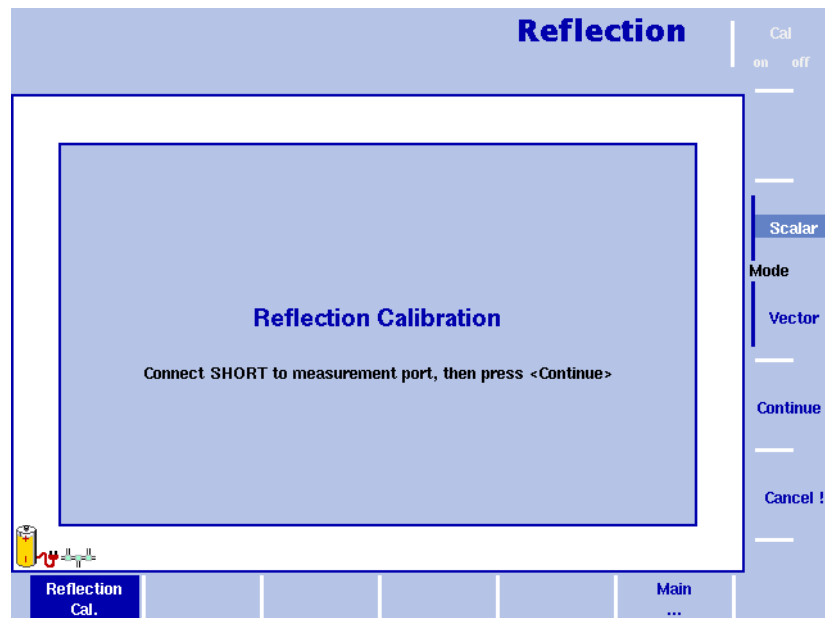 Reflection
Cal
on off
Scalar
Mode
Vector
Reflection Calibration
Connect SHORT to measurement port, then press <Continue>
Continue
Cancel !
Reflection
Cal.
Main
...